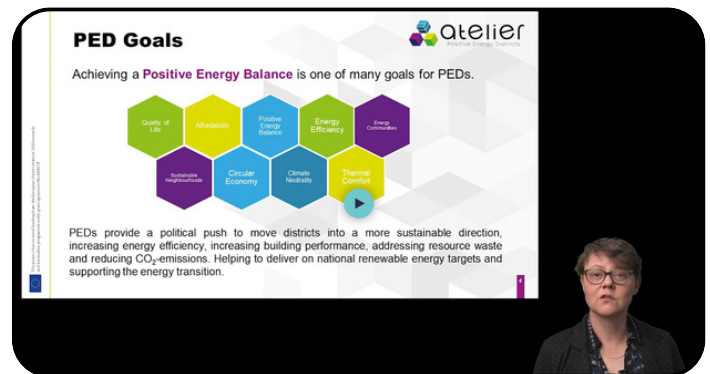 PED Goals
atelier
Positive Energy Districts
Achieving a Positive Energy Balance is one of many goals for PEDs.
Quality of
Life
Affordability
Positive
Energy
Balance
Energy
Efficiency
Energy
Communities
Sustainable
Neighbourhoods
Circular
Economy
Climate
Neutrality
Thermal
Comfort
PEDs provide a political push to move districts into a more sustainable direction,
increasing energy efficiency, increasing building performance, addressing resource waste
and reducing CO₂-emissions. Helping to deliver on national renewable energy targets and
supporting the energy transition.